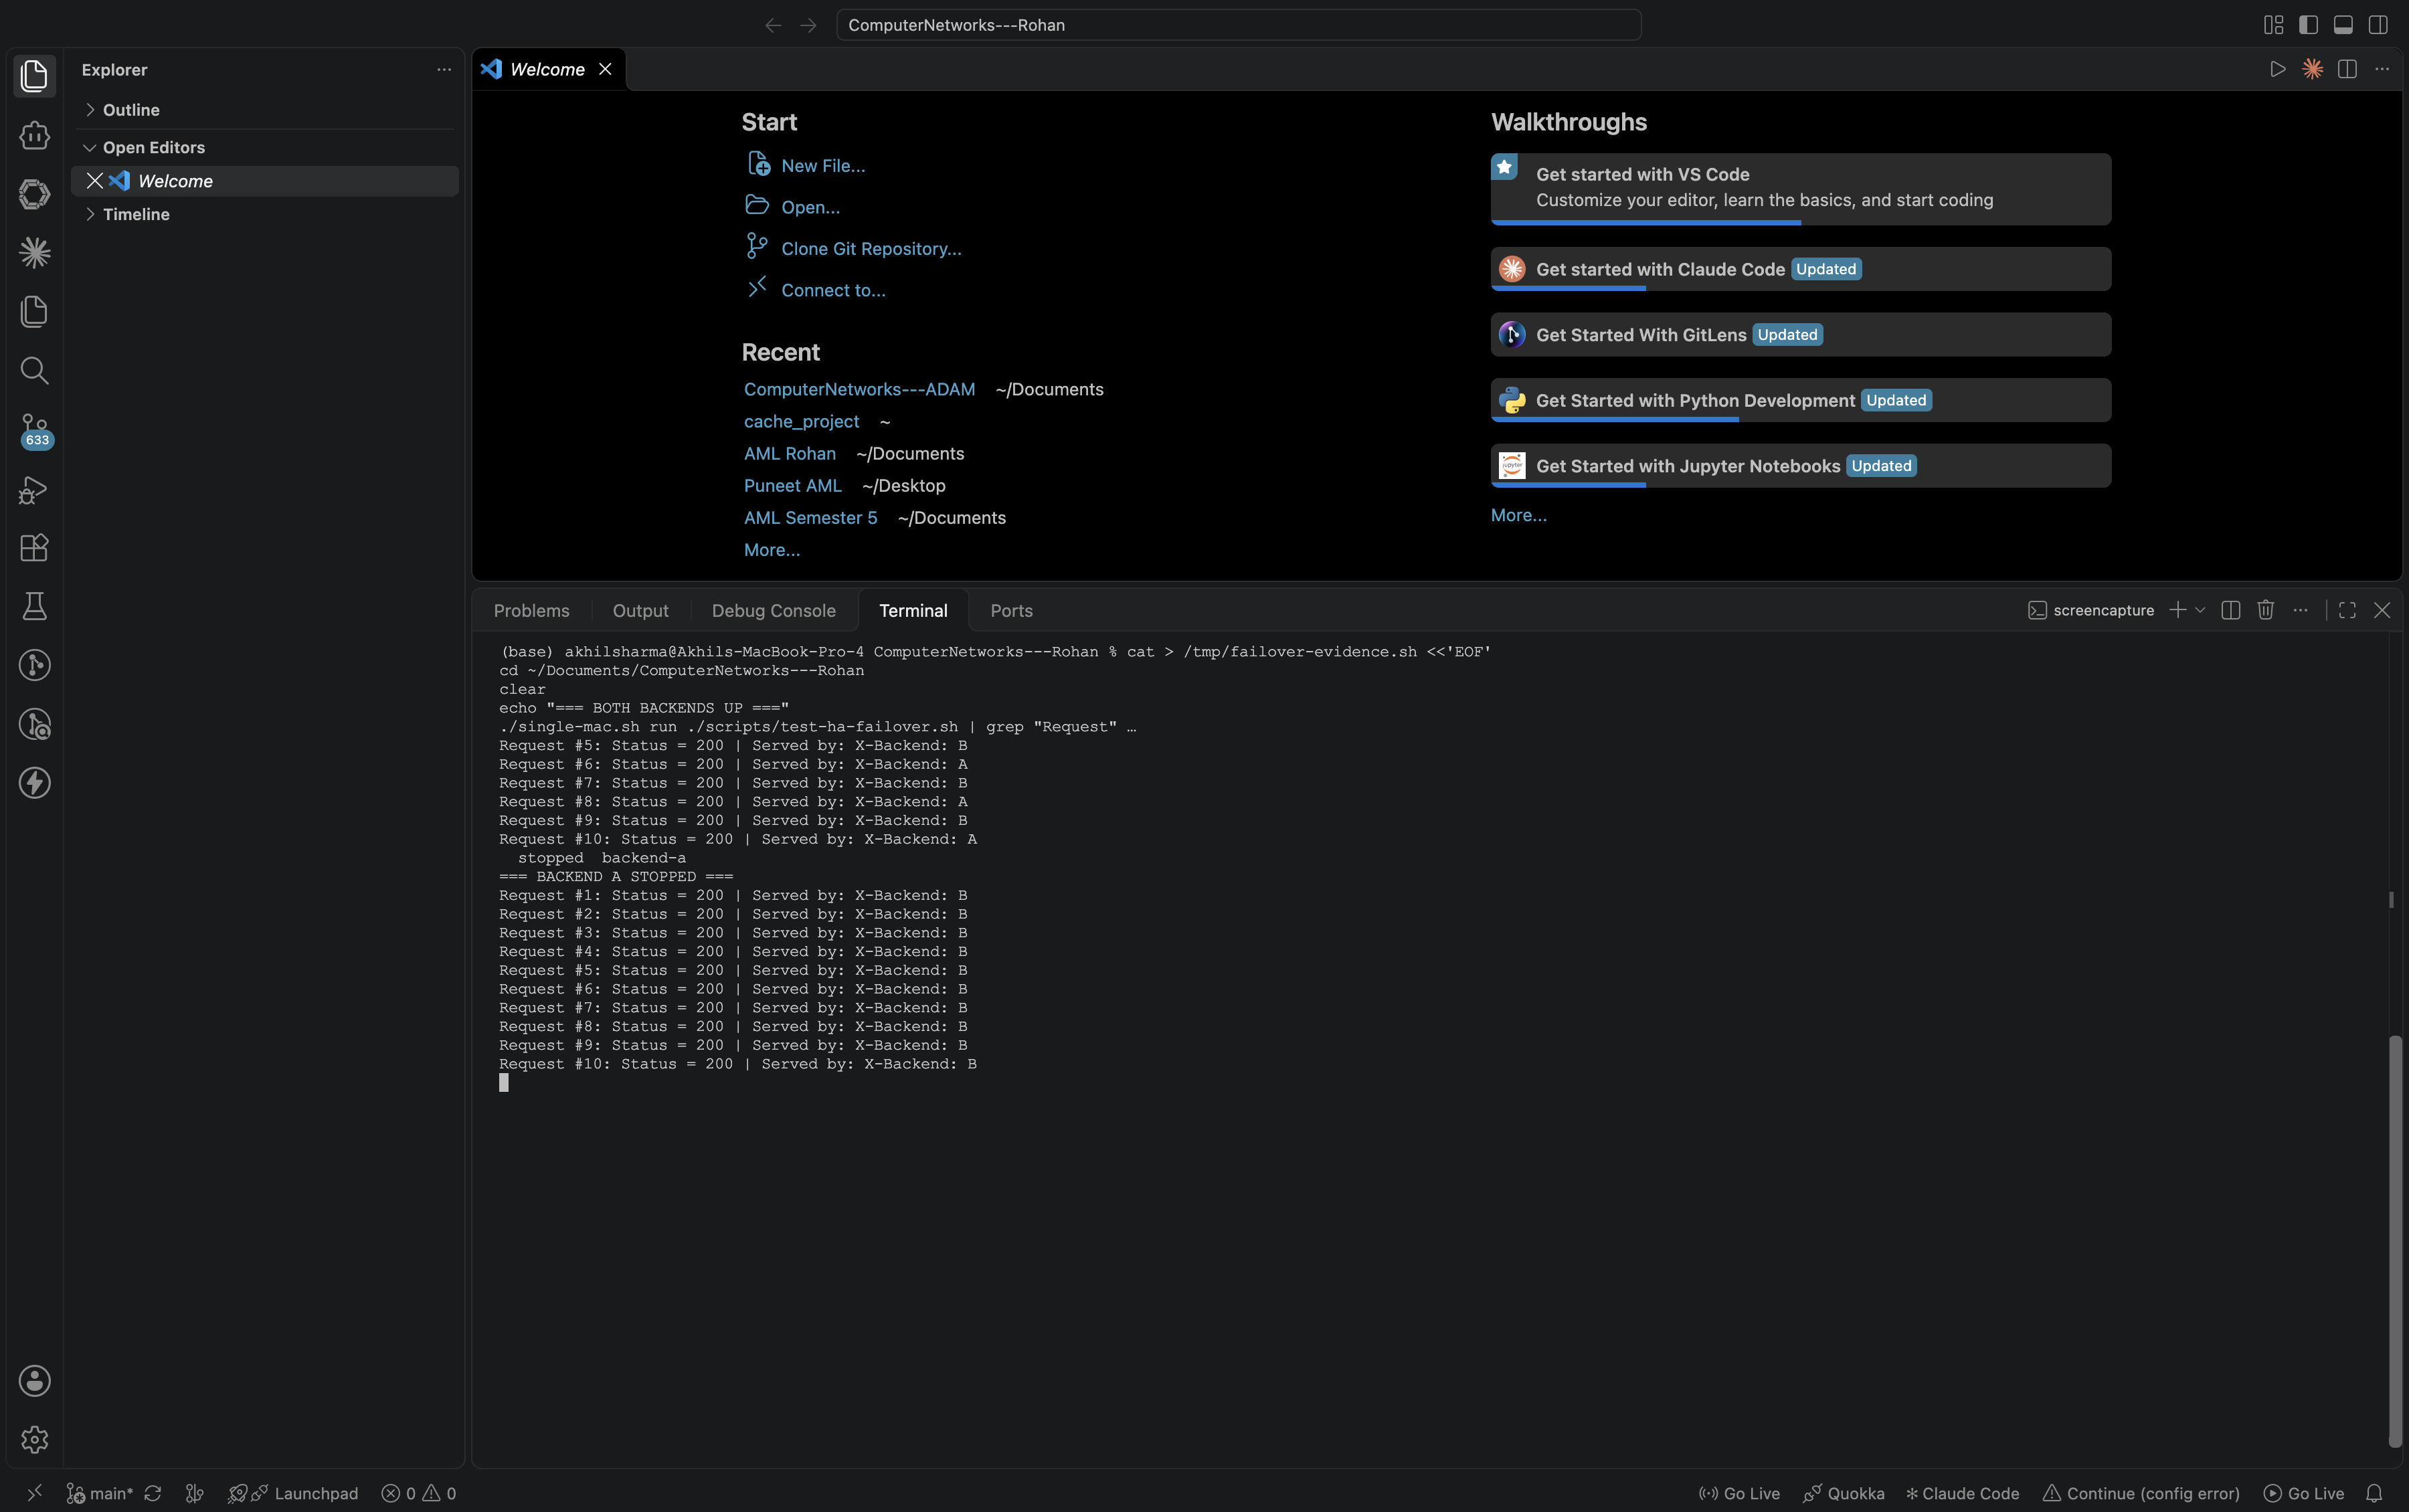 ComputerNetworks---Rohan
Explorer
Outline
Open Editors
Welcome
Timeline
633
Welcome
Start
New File...
Open...
Clone Git Repository...
Connect to...
Recent
ComputerNetworks---ADAM ~/Documents
cache_project ~
AML Rohan ~/Documents
Puneet AML ~/Desktop
AML Semester 5 ~/Documents
More...
Walkthroughs
Get started with VS Code
Customize your editor, learn the basics, and start coding
Get started with Claude Code Updated
Get Started With GitLens Updated
Get Started with Python Development Updated
jupyter
Get Started with Jupyter Notebooks Updated
More...
Problems Output Debug Console Terminal Ports
screencapture
(base) akhilsharma@Akhils-MacBook-Pro-4 ComputerNetworks---Rohan % cat > /tmp/failover-evidence.sh <<'EOF'
cd ~/Documents/ComputerNetworks---Rohan
clear
echo "=== BOTH BACKENDS UP ==="
./single-mac.sh run ./scripts/test-ha-failover.sh | grep "Request" …
Request #5: Status = 200 | Served by: X-Backend: B
Request #6: Status = 200 | Served by: X-Backend: A
Request #7: Status = 200 | Served by: X-Backend: B
Request #8: Status = 200 | Served by: X-Backend: A
Request #9: Status = 200 | Served by: X-Backend: B
Request #10: Status = 200 | Served by: X-Backend: A
stopped backend-a
=== BACKEND A STOPPED ===
Request #1: Status = 200 | Served by: X-Backend: B
Request #2: Status = 200 | Served by: X-Backend: B
Request #3: Status = 200 | Served by: X-Backend: B
Request #4: Status = 200 | Served by: X-Backend: B
Request #5: Status = 200 | Served by: X-Backend: B
Request #6: Status = 200 | Served by: X-Backend: B
Request #7: Status = 200 | Served by: X-Backend: B
Request #8: Status = 200 | Served by: X-Backend: B
Request #9: Status = 200 | Served by: X-Backend: B
Request #10: Status = 200 | Served by: X-Backend: B
main* Launchpad 0 0 Go Live Quokka Claude Code Continue (config error) Go Live